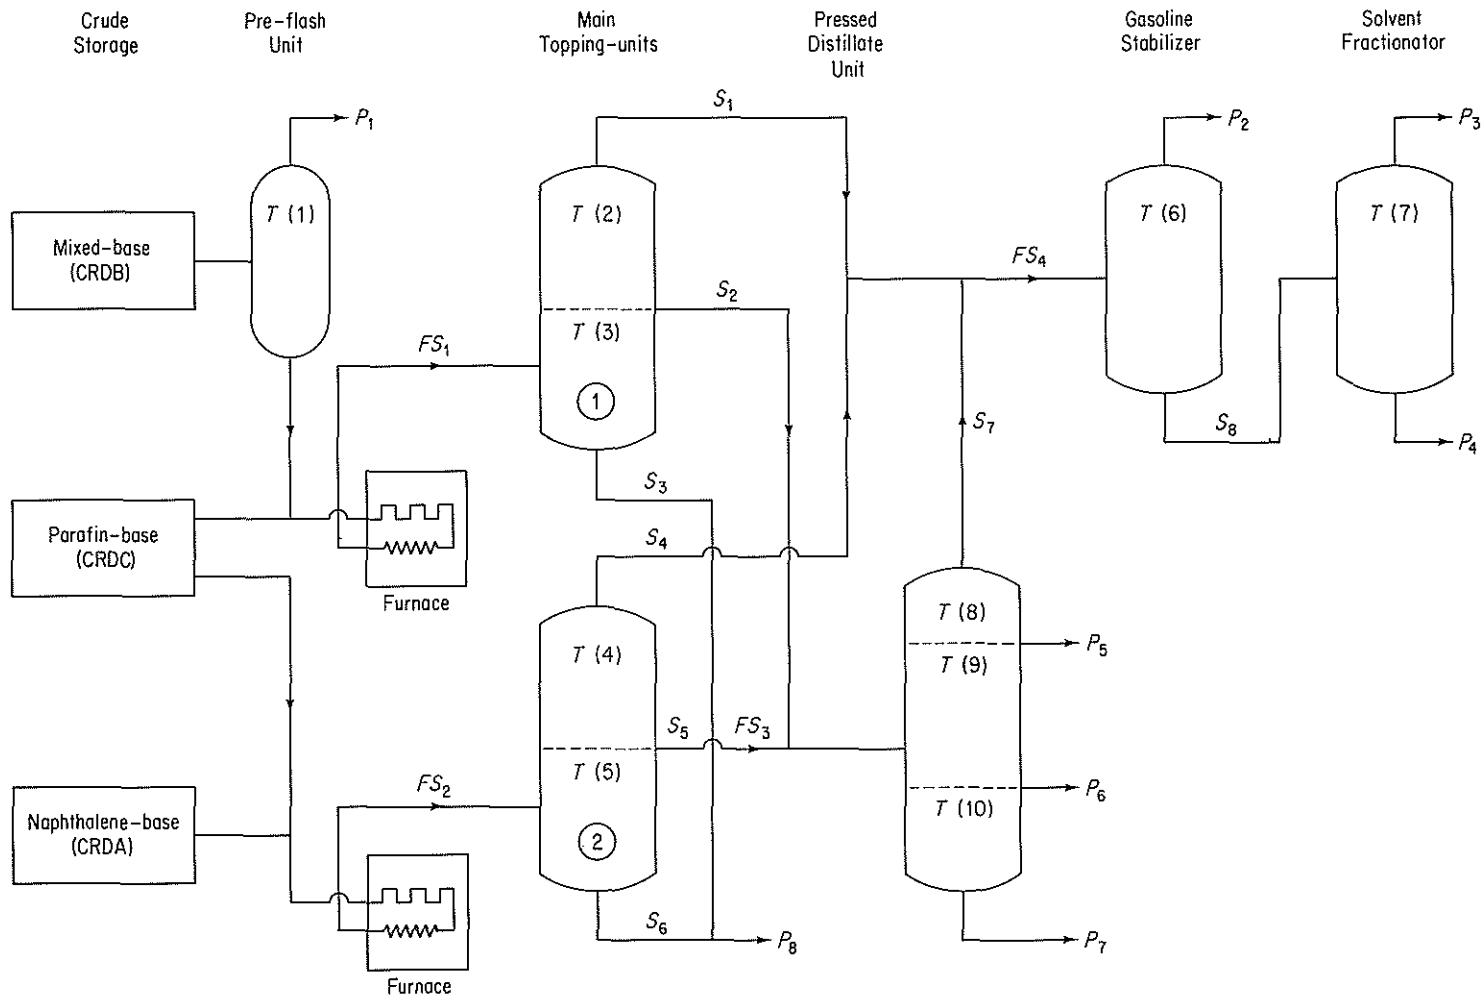 Crude
Storage
Pre-flash
Unit
Main
Topping-units
Pressed
Distillate
Unit
Gasoline
Stabilizer
Solvent
Fractionator
P₁
S₁
P₂
P₃
T (1)
T (2)
T (6)
T (7)
Mixed-base
(CRDB)
FS₄
S₂
T (3)
FS₁
1
S₇
S₈
P₄
S₃
Parafin-base
(CRDC)
S₄
Furnace
T (8)
P₅
T (4)
T (9)
S₅
FS₃
T (5)
FS₂
P₆
T (10)
Naphthalene-base
(CRDA)
2
S₆
P₈
P₇
Furnace